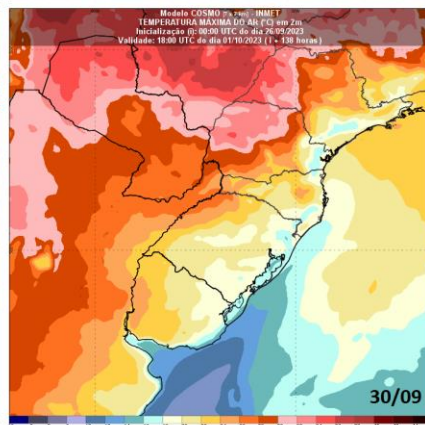 Modelo COSMO - INMET
TEMPERATURA MÁXIMA DO AR (°C) em 2m
Inicialização (i): 00:00 UTC do dia 26/09/2023
Validade: 18:00 UTC do dia 01/10/2023 ( i + 138 horas )
30/09